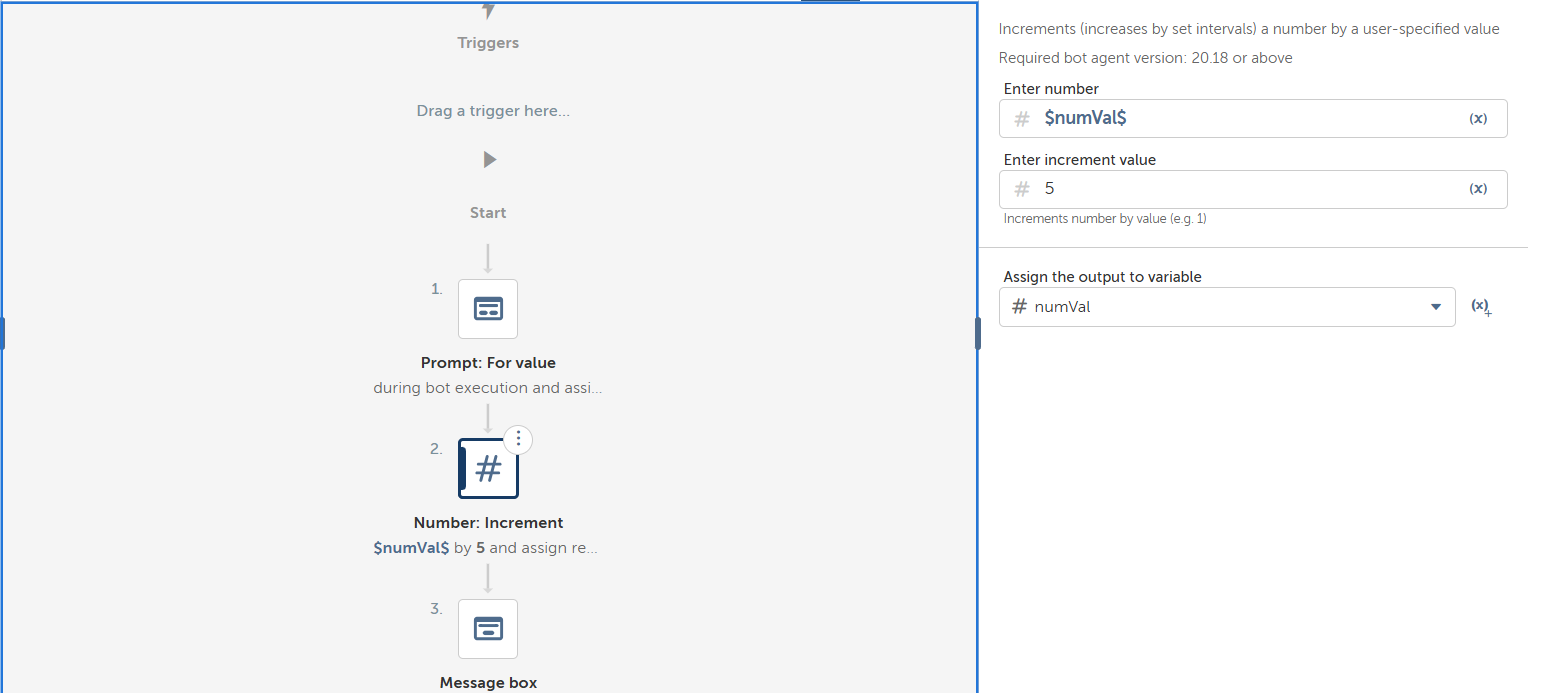 Triggers
Drag a trigger here...
Start
1.
Prompt: For value
during bot execution and assi...
2.
#
Number: Increment
$numVal$ by 5 and assign re...
3.
Message box
Increments (increases by set intervals) a number by a user-specified value
Required bot agent version: 20.18 or above
Enter number
# $numVal$ (x)
Enter increment value
# 5 (x)
Increments number by value (e.g. 1)
Assign the output to variable
# numVal (x)+